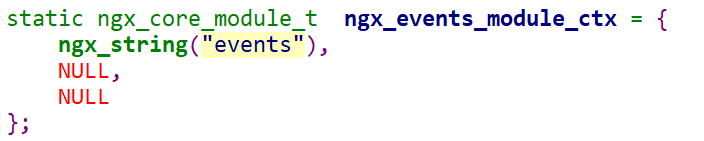 static ngx_core_module_t  ngx_events_module_ctx = {
    ngx_string("events"),
    NULL,
    NULL
};